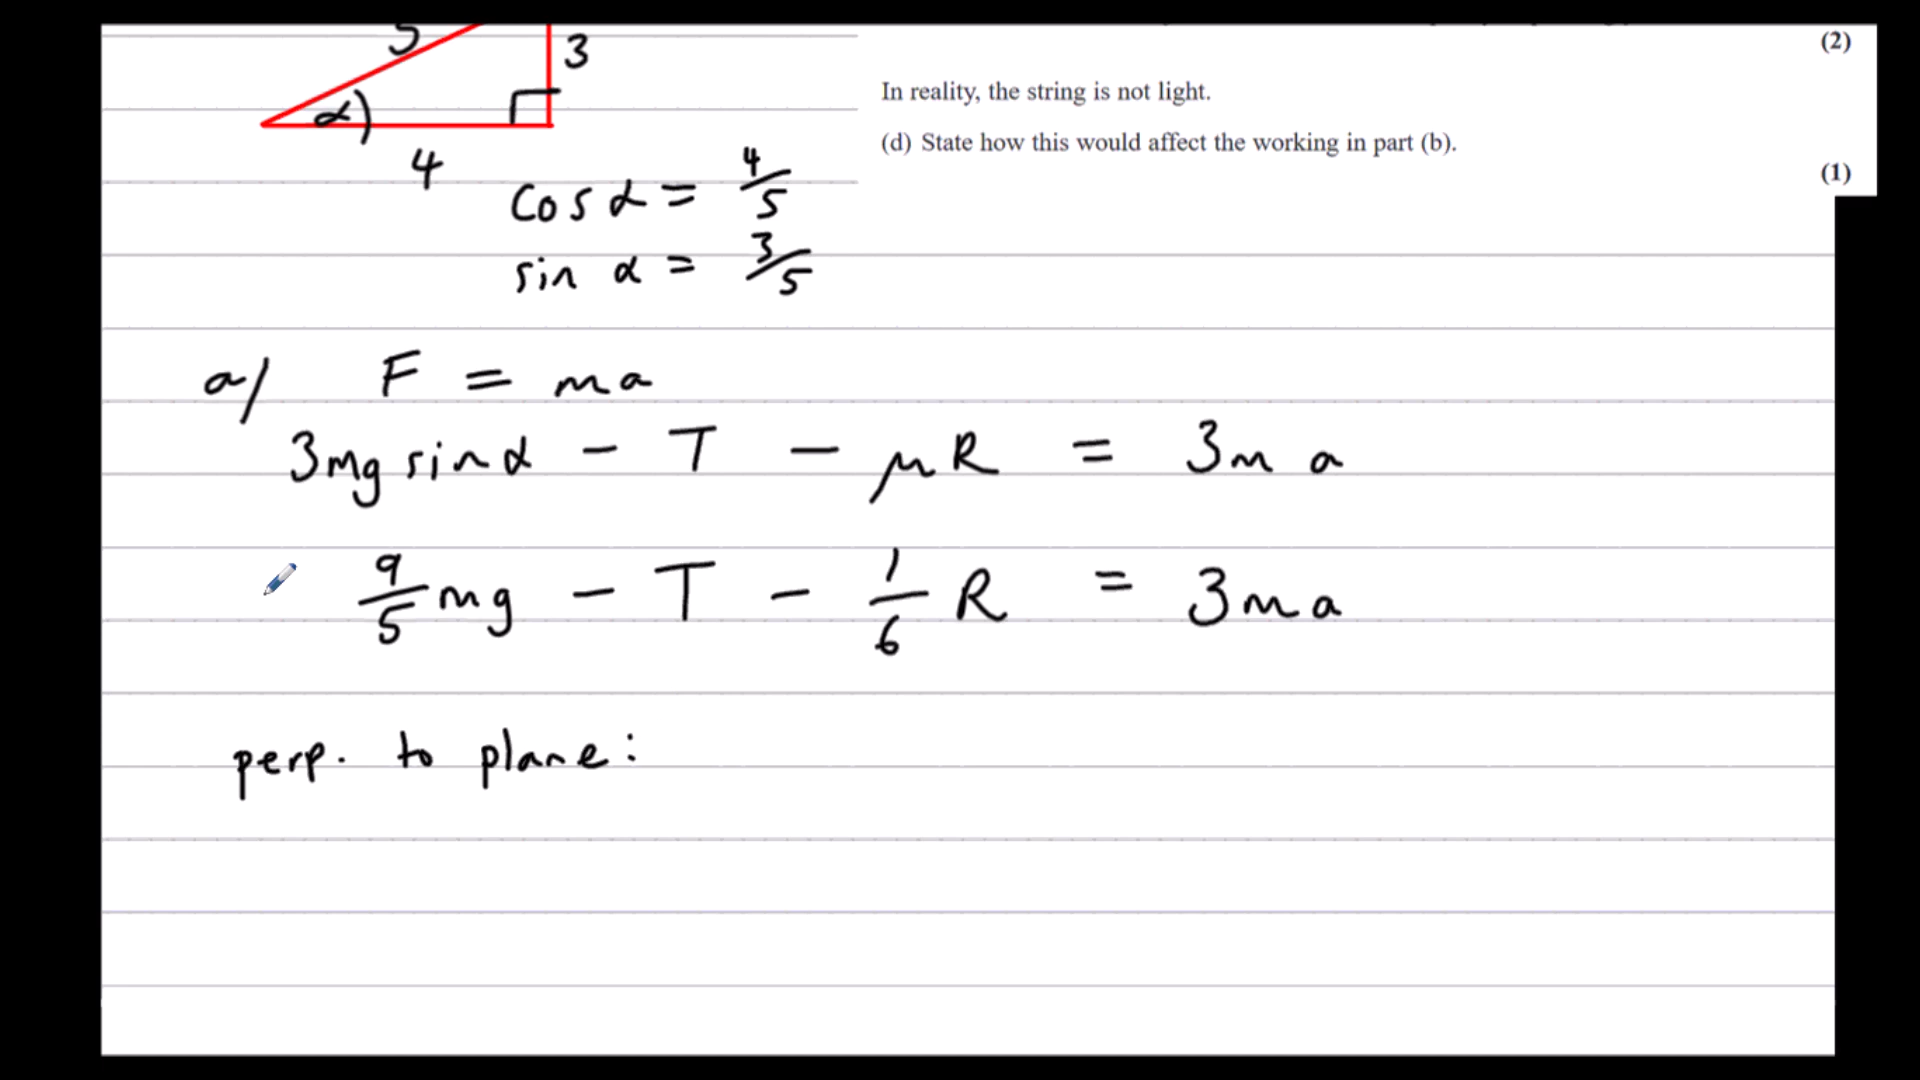 5
3
α
4
cos α = 4/5
sin α = 3/5
(2)
In reality, the string is not light.
(d) State how this would affect the working in part (b).
(1)
a/ F = ma
3mg sin α - T - μR = 3ma
9/5 mg - T - 1/6 R = 3ma
perp. to plane: